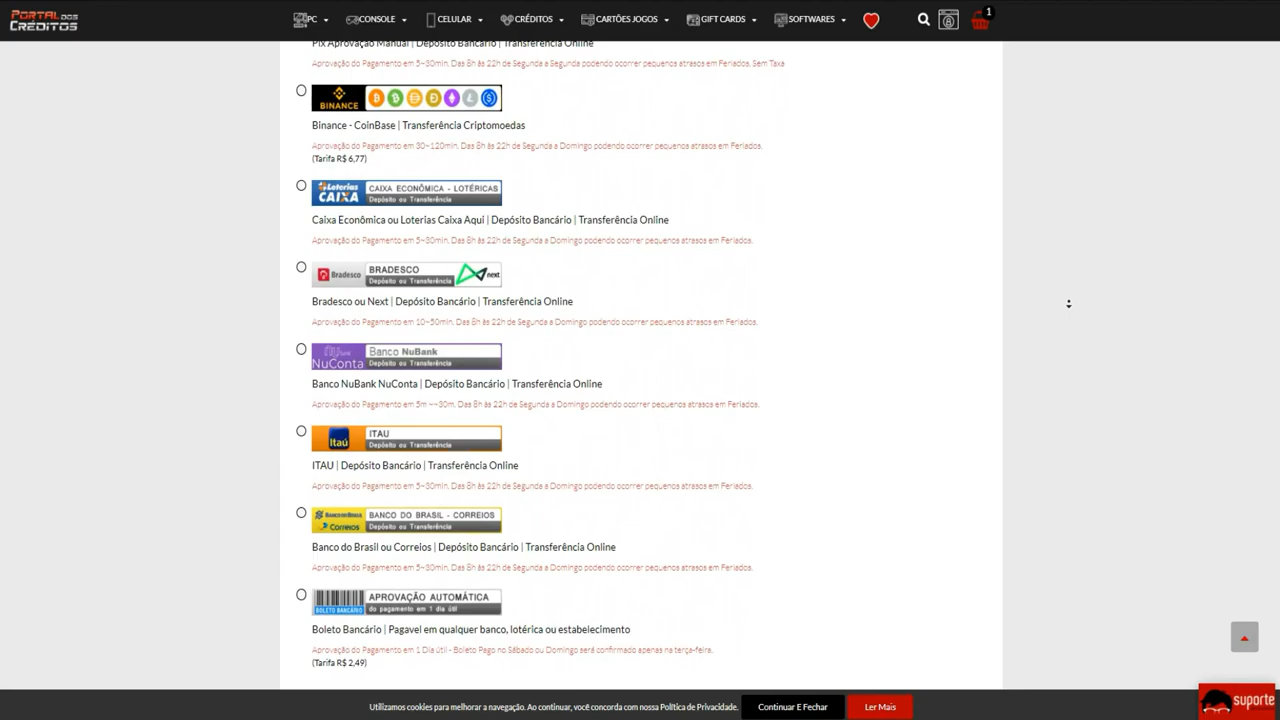 PORTAL DOS CRÉDITOS
PC
CONSOLE
CELULAR
CRÉDITOS
CARTÕES JOGOS
GIFT CARDS
SOFTWARES
1
Pix Aprovação Manual | Depósito Bancário | Transferência Online
Aprovação do Pagamento em 5~30min. Das 8h às 22h de Segunda a Segunda podendo ocorrer pequenos atrasos em Feriados. Sem Taxa
BINANCE
Binance - CoinBase | Transferência Criptomoedas
Aprovação do Pagamento em 30~120min. Das 8h às 22h de Segunda a Domingo podendo ocorrer pequenos atrasos em Feriados.
(Tarifa R$ 6,77)
Loterias CAIXA
CAIXA ECONÔMICA - LOTÉRICAS
Depósito ou Transferência
Caixa Econômica ou Loterias Caixa Aqui | Depósito Bancário | Transferência Online
Aprovação do Pagamento em 5~30min. Das 8h às 22h de Segunda a Domingo podendo ocorrer pequenos atrasos em Feriados.
Bradesco
BRADESCO
Depósito ou Transferência
next
Bradesco ou Next | Depósito Bancário | Transferência Online
Aprovação do Pagamento em 10~50min. Das 8h às 22h de Segunda a Domingo podendo ocorrer pequenos atrasos em Feriados.
NuConta
Banco NuBank
Depósito ou Transferência
Banco NuBank NuConta | Depósito Bancário | Transferência Online
Aprovação do Pagamento em 5m ~~30m. Das 8h às 22h de Segunda a Domingo podendo ocorrer pequenos atrasos em Feriados.
Itaú
ITAU
Depósito ou Transferência
ITAU | Depósito Bancário | Transferência Online
Aprovação do Pagamento em 5~30min. Das 8h às 22h de Segunda a Domingo podendo ocorrer pequenos atrasos em Feriados.
BANCO DO BRASIL
Correios
BANCO DO BRASIL - CORREIOS
Depósito ou Transferência
Banco do Brasil ou Correios | Depósito Bancário | Transferência Online
Aprovação do Pagamento em 5~30min. Das 8h às 22h de Segunda a Domingo podendo ocorrer pequenos atrasos em Feriados.
BOLETO BANCÁRIO
APROVAÇÃO AUTOMÁTICA
do pagamento em 1 dia útil
Boleto Bancário | Pagavel em qualquer banco, lotérica ou estabelecimento
Aprovação do Pagamento em 1 Dia útil - Boleto Pago no Sábado ou Domingo será confirmado apenas na terça-feira.
(Tarifa R$ 2,49)
Utilizamos cookies para melhorar a navegação. Ao continuar, você concorda com nossa Política de Privacidade.
Continuar E Fechar
Ler Mais
suporte